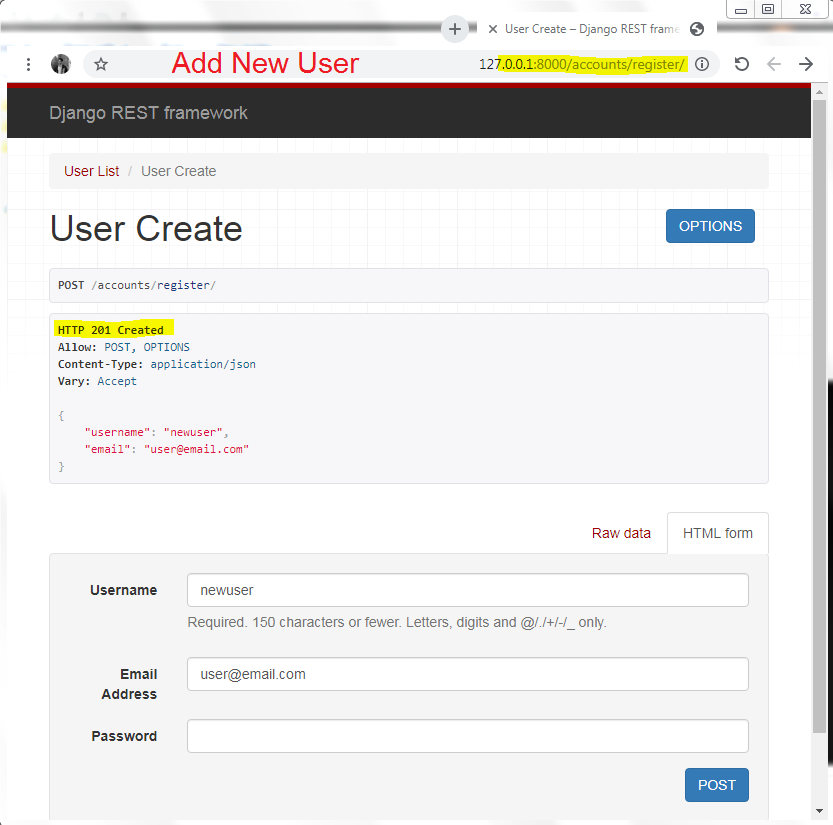 User Create – Django REST frame
Add New User
127.0.0.1:8000/accounts/register/
Django REST framework
User List / User Create
User Create
OPTIONS
POST /accounts/register/
HTTP 201 Created
Allow: POST, OPTIONS
Content-Type: application/json
Vary: Accept
{
"username": "newuser",
"email": "user@email.com"
}
Raw data
HTML form
Username
newuser
Required. 150 characters or fewer. Letters, digits and @/./+/-/_ only.
Email
Address
user@email.com
Password
POST